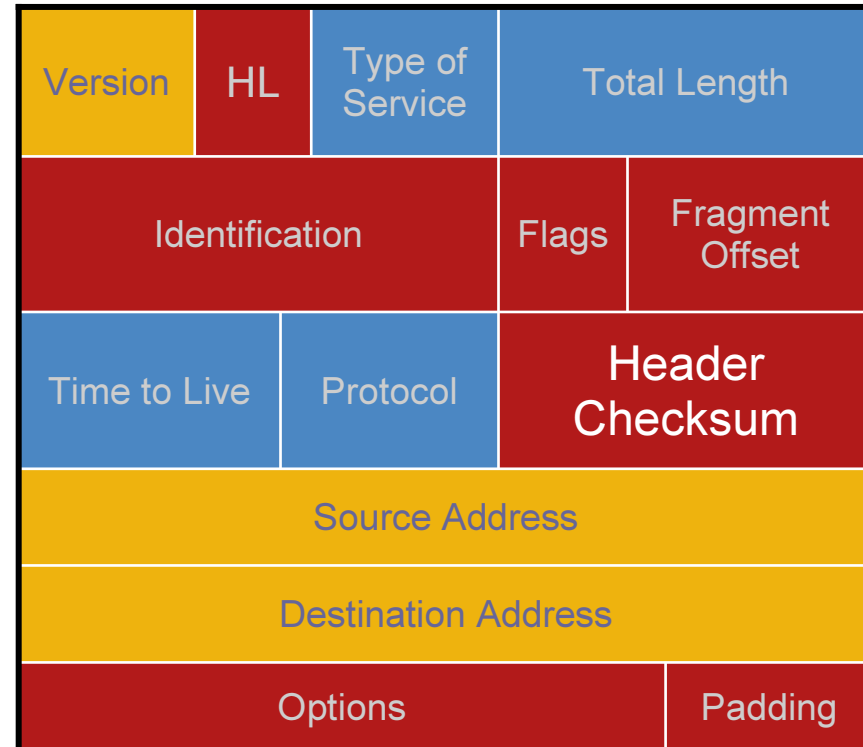 Version
HL
Type of
Service
Total Length
Identification
Flags
Fragment
Offset
Time to Live
Protocol
Header
Checksum
Source Address
Destination Address
Options
Padding